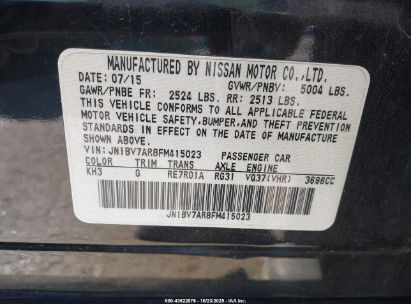 MANUFACTURED BY NISSAN MOTOR CO.,LTD.
DATE: 07/15 GVWR/PNBV: 5004 LBS.
GAWR/PNBE FR: 2524 LBS. RR: 2513 LBS.
THIS VEHICLE CONFORMS TO ALL APPLICABLE FEDERAL
MOTOR VEHICLE SAFETY, BUMPER, AND THEFT PREVENTION
STANDARDS IN EFFECT ON THE DATE OF MANUFACTURE
SHOWN ABOVE.
VIN: JN1BV7AR8FM415023 PASSENGER CAR
COLOR TRIM TRANS AXLE ENGINE
KH3 G RE7R01A RG31 VQ37(VHR) 3696CC
JN1BV7AR8FM415023